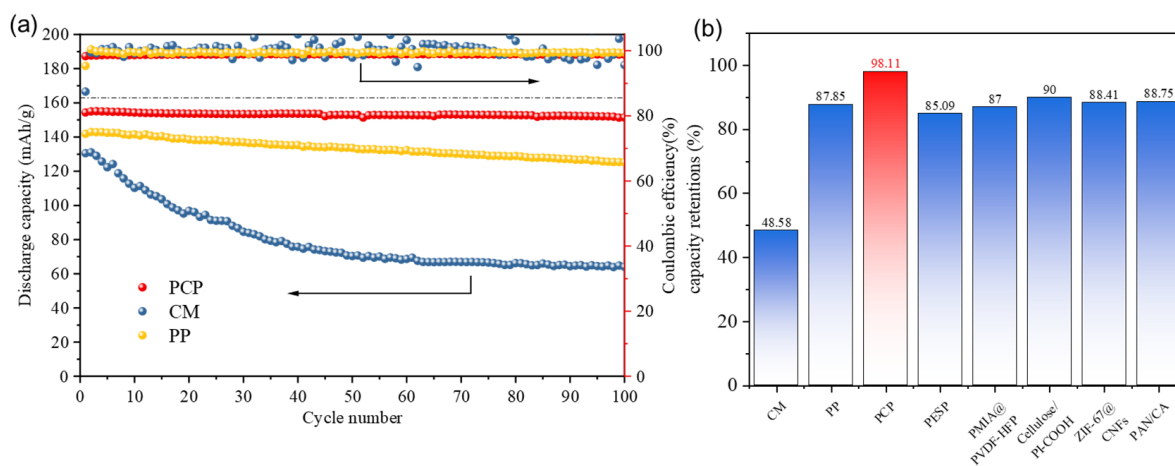 (a)
200
180
160
140
120
100
80
60
40
20
0
Discharge capacity (mAh/g)
PCP
CM
PP
0
10
20
30
40
50
60
70
80
90
100
Cycle number
100
80
60
40
20
0
Coulombic effciency(%)
(b)
100
80
60
40
20
0
capacity retentions (%)
48.58
87.85
98.11
85.09
87
90
88.41
88.75
CM
PP
PCP
PESP
PMIA@
PVDF-HFP
Cellulose/
PI-COOH
ZIF-67@
CNFs
PAN/CA